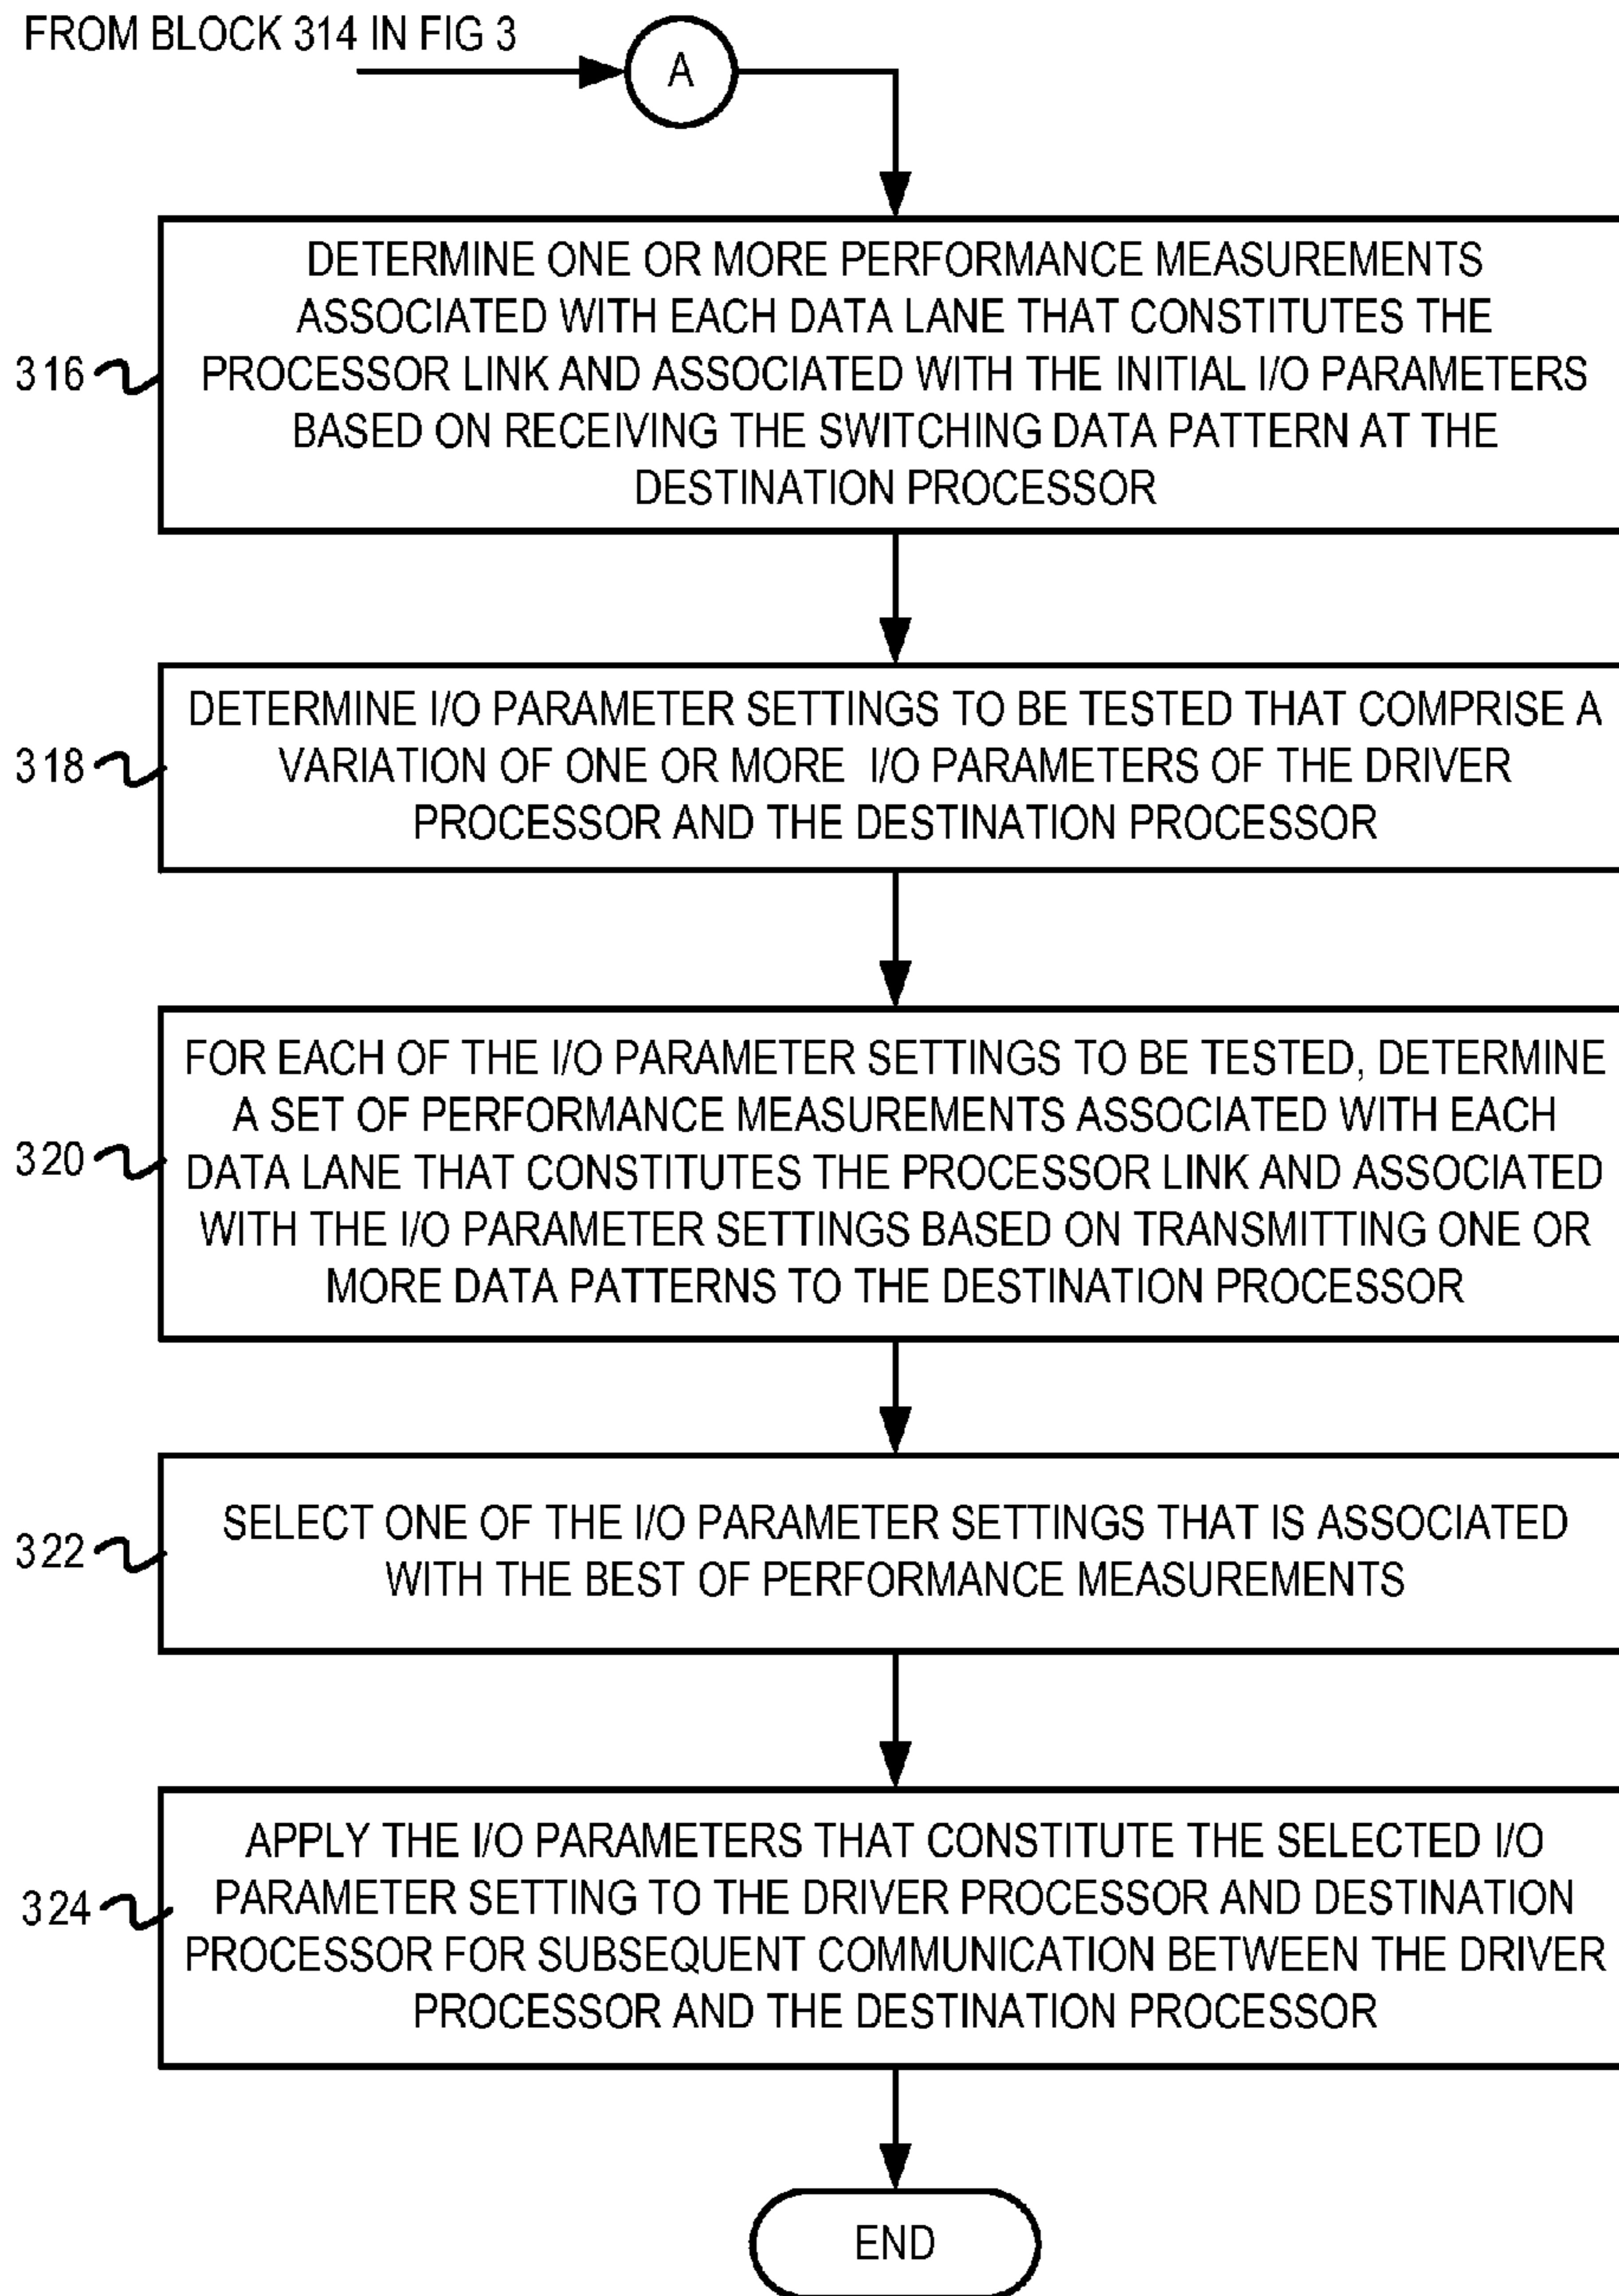 FROM BLOCK 314 IN FIG 3
A
DETERMINE ONE OR MORE PERFORMANCE MEASUREMENTS
ASSOCIATED WITH EACH DATA LANE THAT CONSTITUTES THE
316
PROCESSOR LINK AND ASSOCIATED WITH THE INITIAL I/O PARAMETERS
BASED ON RECEIVING THE SWITCHING DATA PATTERN AT THE
DESTINATION PROCESSOR
DETERMINE I/O PARAMETER SETTINGS TO BE TESTED THAT COMPRISE A
318
VARIATION OF ONE OR MORE I/O PARAMETERS OF THE DRIVER
PROCESSOR AND THE DESTINATION PROCESSOR
FOR EACH OF THE I/O PARAMETER SETTINGS TO BE TESTED, DETERMINE
A SET OF PERFORMANCE MEASUREMENTS ASSOCIATED WITH EACH
320
DATA LANE THAT CONSTITUTES THE PROCESSOR LINK AND ASSOCIATED
WITH THE I/O PARAMETER SETTINGS BASED ON TRANSMITTING ONE OR
MORE DATA PATTERNS TO THE DESTINATION PROCESSOR
322
SELECT ONE OF THE I/O PARAMETER SETTINGS THAT IS ASSOCIATED
WITH THE BEST OF PERFORMANCE MEASUREMENTS
APPLY THE I/O PARAMETERS THAT CONSTITUTE THE SELECTED I/O
324
PARAMETER SETTING TO THE DRIVER PROCESSOR AND DESTINATION
PROCESSOR FOR SUBSEQUENT COMMUNICATION BETWEEN THE DRIVER
PROCESSOR AND THE DESTINATION PROCESSOR
END